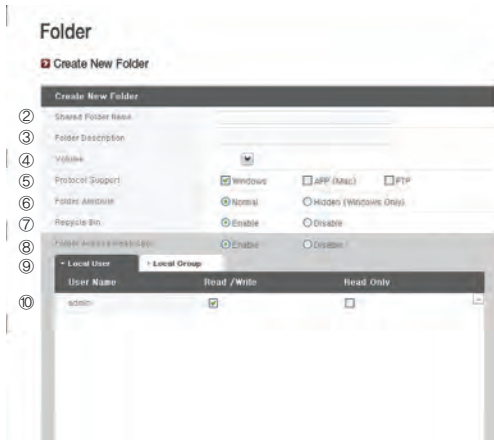 Folder
Create New Folder
Create New Folder
② Shared Folder Name
③ Folder Description
④ Volume
⑤ Protocol Support Windows AFP (Mac) FTP
⑥ Folder Attribute Normal Hidden (Windows Only)
⑦ Recycle Bin Enable Disable
⑧ Folder Enable Disable
⑨ Local User Local Group
User Name Read /Write Read Only
⑩ admin